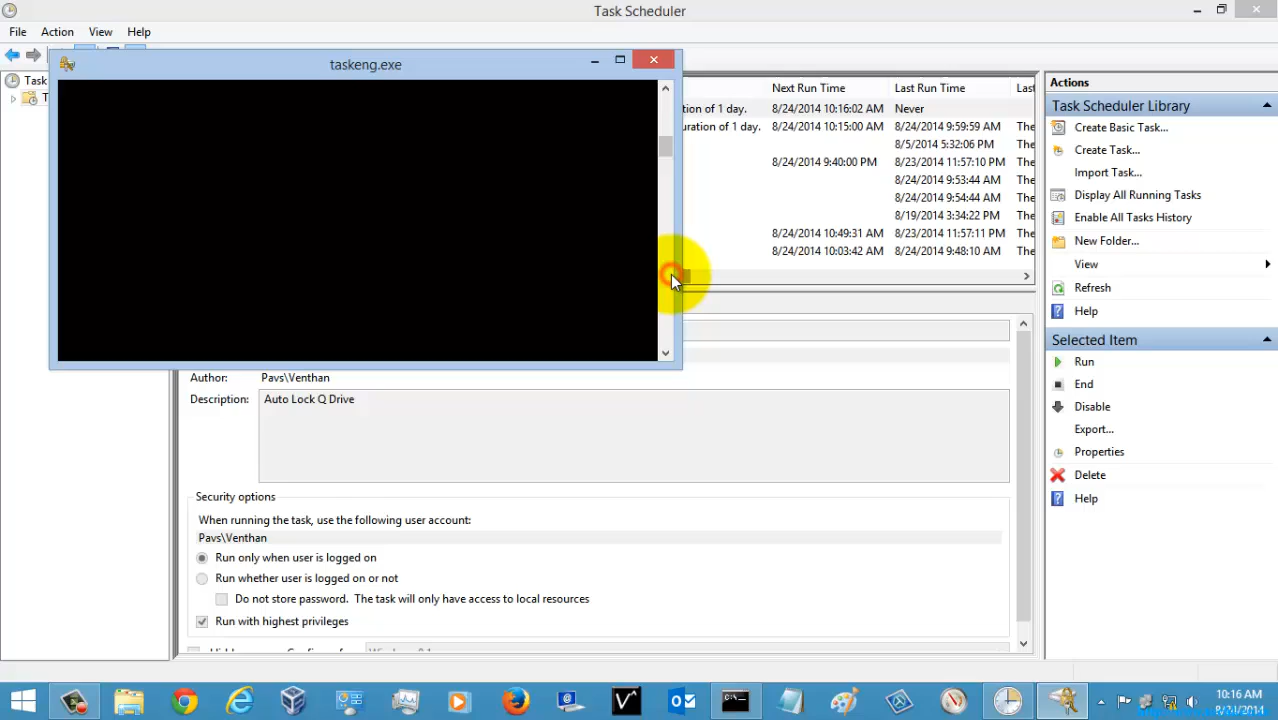 Task Scheduler
File Action View Help
taskeng.exe
Task
T
Next Run Time Last Run Time Last
tion of 1 day. 8/24/2014 10:16:02 AM Never
uration of 1 day. 8/24/2014 10:15:00 AM 8/24/2014 9:59:59 AM The
8/5/2014 5:32:06 PM The
8/24/2014 9:40:00 PM 8/23/2014 11:57:10 PM The
8/24/2014 9:53:44 AM The
8/24/2014 9:54:44 AM The
8/19/2014 3:34:22 PM The
8/24/2014 10:49:31 AM 8/23/2014 11:57:11 PM The
8/24/2014 10:03:42 AM 8/24/2014 9:48:10 AM The
Author: Pavs\Venthan
Description: Auto Lock Q Drive
Security options
When running the task, use the following user account:
Pavs\Venthan
Run only when user is logged on
Run whether user is logged on or not
Do not store password. The task will only have access to local resources
Run with highest privileges
Actions
Task Scheduler Library
Create Basic Task...
Create Task...
Import Task...
Display All Running Tasks
Enable All Tasks History
New Folder...
View
Refresh
Help
Selected Item
Run
End
Disable
Export...
Properties
Delete
Help
10:16 AM
8/24/2014